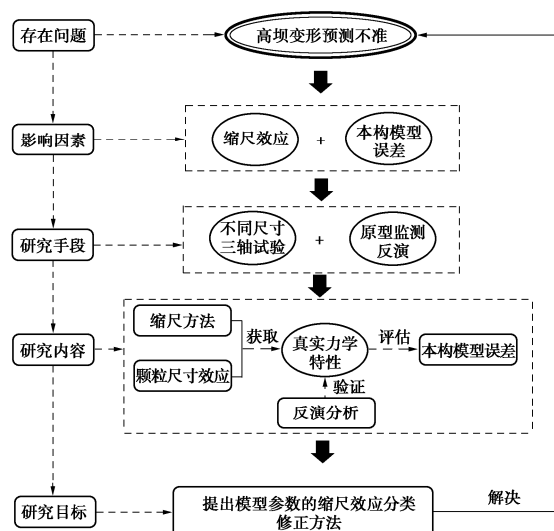 存在问题
高坝变形预测不准
影响因素
缩尺效应
+
本构模型
误差
研究手段
不同尺寸
三轴试验
+
原型监测
反演
研究内容
缩尺方法
颗粒尺寸效应
获取
真实力学
特性
评估
本构模型误差
验证
反演分析
研究目标
提出模型参数的缩尺效应分类
修正方法
解决